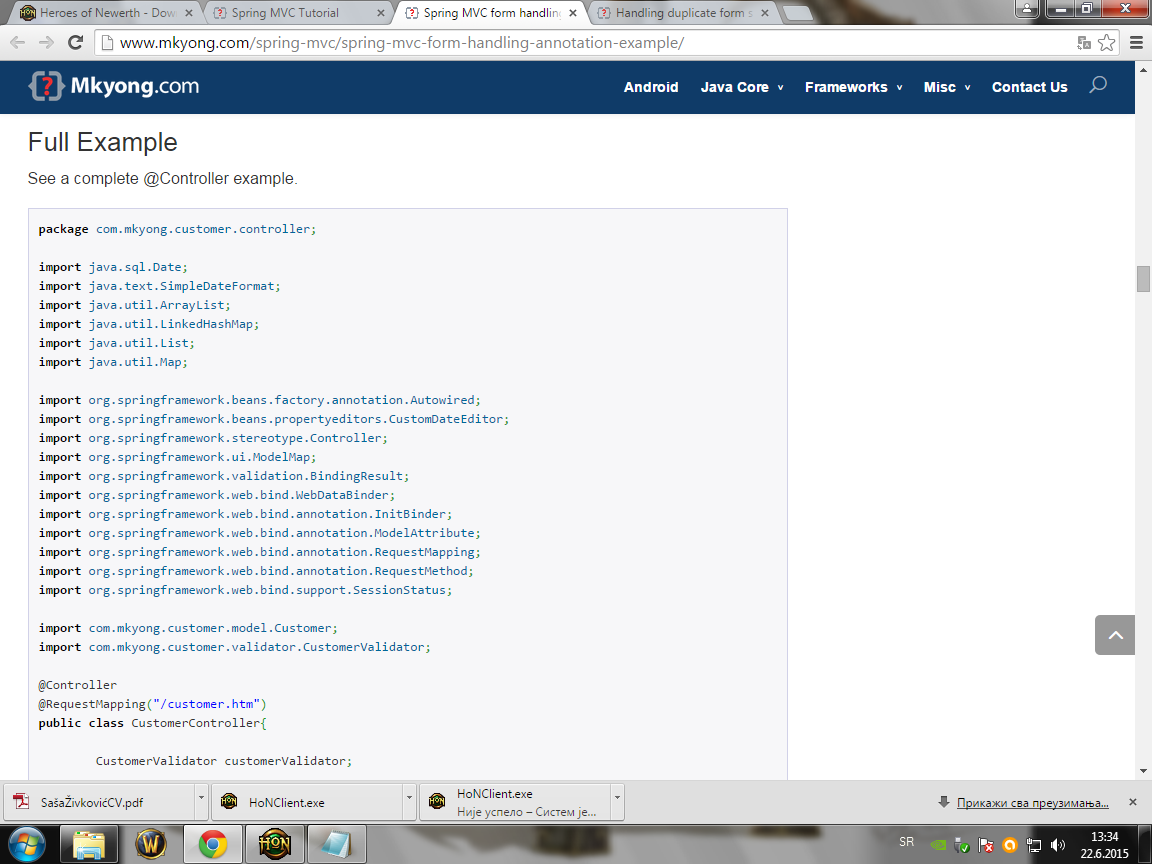 Heroes of Newerth - Dow
Spring MVC Tutorial
Spring MVC form handlin
Handling duplicate form s
www.mkyong.com/spring-mvc/spring-mvc-form-handling-annotation-example/
Mkyong.com
Android
Java Core
Frameworks
Misc
Contact Us
Full Example
See a complete @Controller example.
package com.mkyong.customer.controller;
import java.sql.Date;
import java.text.SimpleDateFormat;
import java.util.ArrayList;
import java.util.LinkedHashMap;
import java.util.List;
import java.util.Map;
import org.springframework.beans.factory.annotation.Autowired;
import org.springframework.beans.propertyeditors.CustomDateEditor;
import org.springframework.stereotype.Controller;
import org.springframework.ui.ModelMap;
import org.springframework.validation.BindingResult;
import org.springframework.web.bind.WebDataBinder;
import org.springframework.web.bind.annotation.InitBinder;
import org.springframework.web.bind.annotation.ModelAttribute;
import org.springframework.web.bind.annotation.RequestMapping;
import org.springframework.web.bind.annotation.RequestMethod;
import org.springframework.web.bind.support.SessionStatus;
import com.mkyong.customer.model.Customer;
import com.mkyong.customer.validator.CustomerValidator;
@Controller
@RequestMapping("/customer.htm")
public class CustomerController{
CustomerValidator customerValidator;
SašaŽivkovićCV.pdf
HoNClient.exe
HoNClient.exe
Није успело – Систем је...
Прикажи сва преузимања...
HON
SR
13:34
22.6.2015